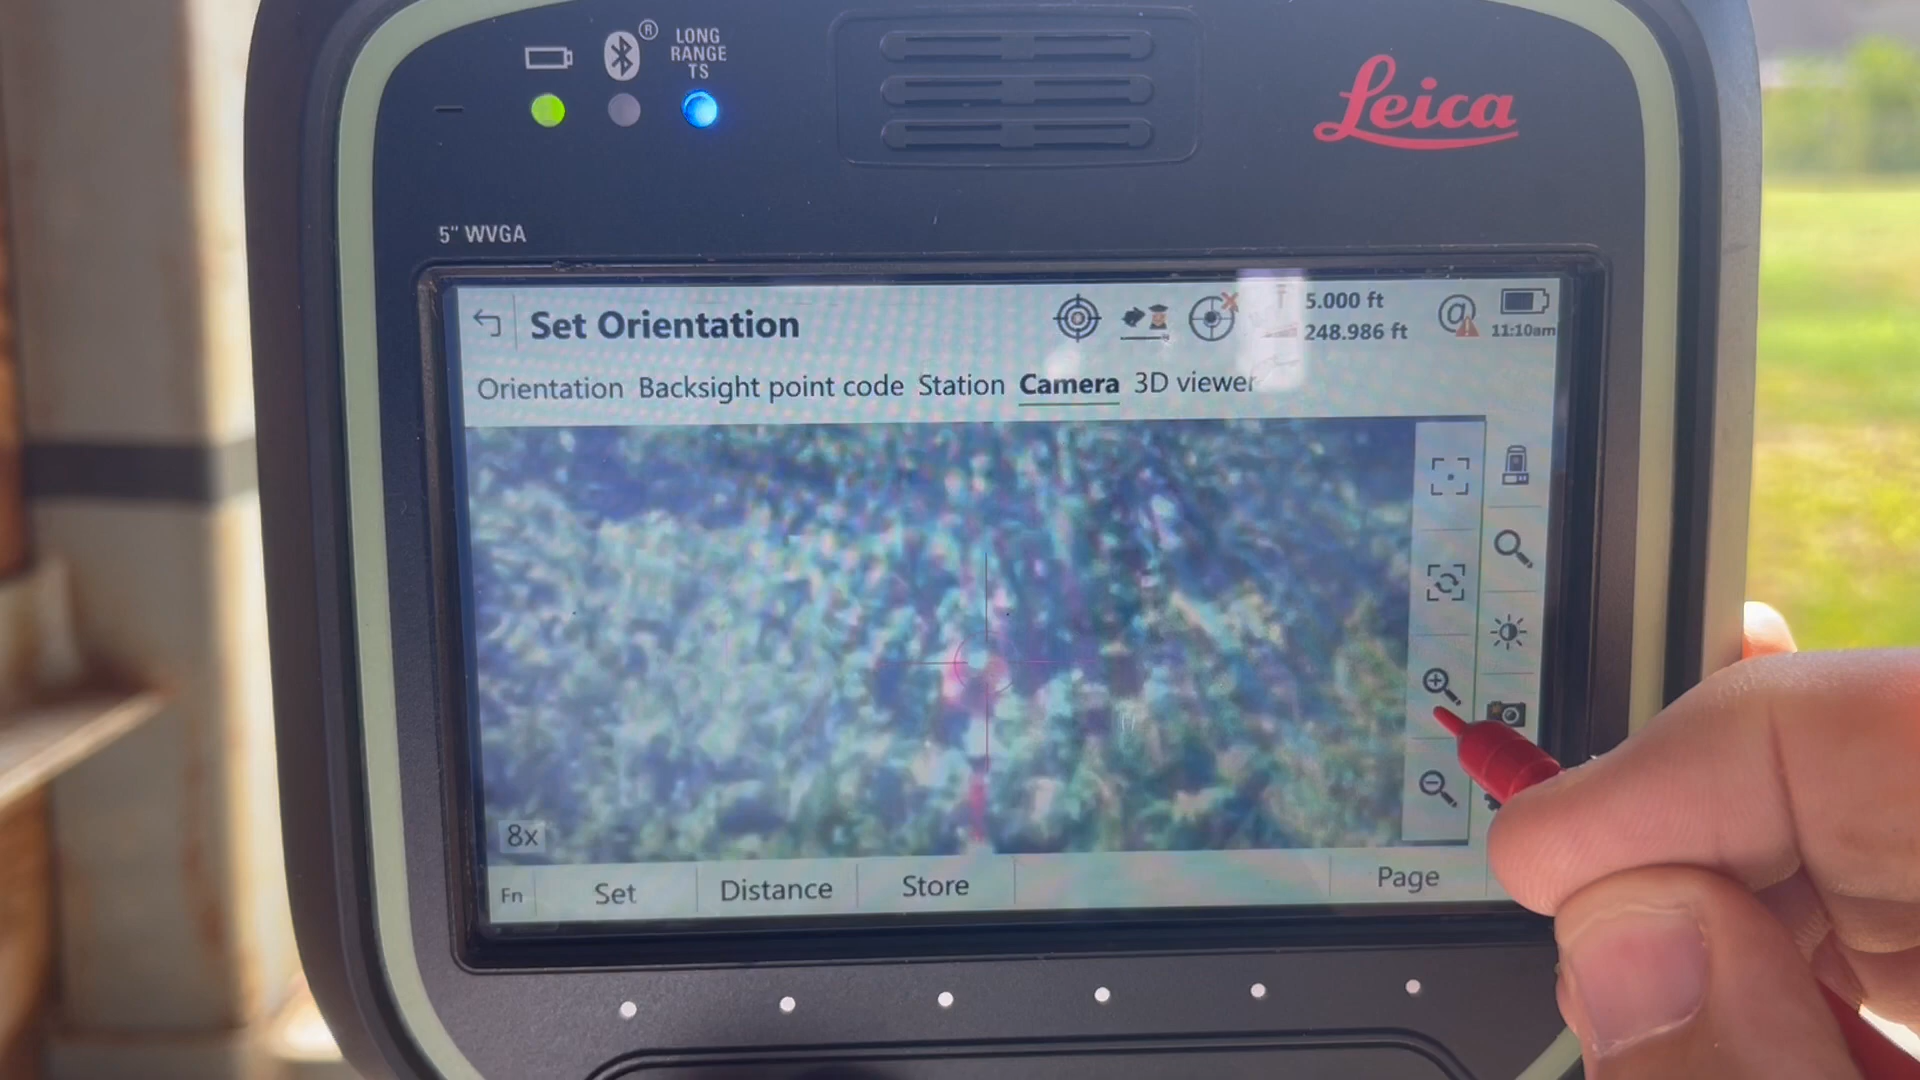 ®
LONG
RANGE
TS
Leica
5" WVGA
Set Orientation
5.000 ft
248.986 ft
@
11:10am
Orientation Backsight point code Station Camera 3D viewer
8x
Fn Set Distance Store Page